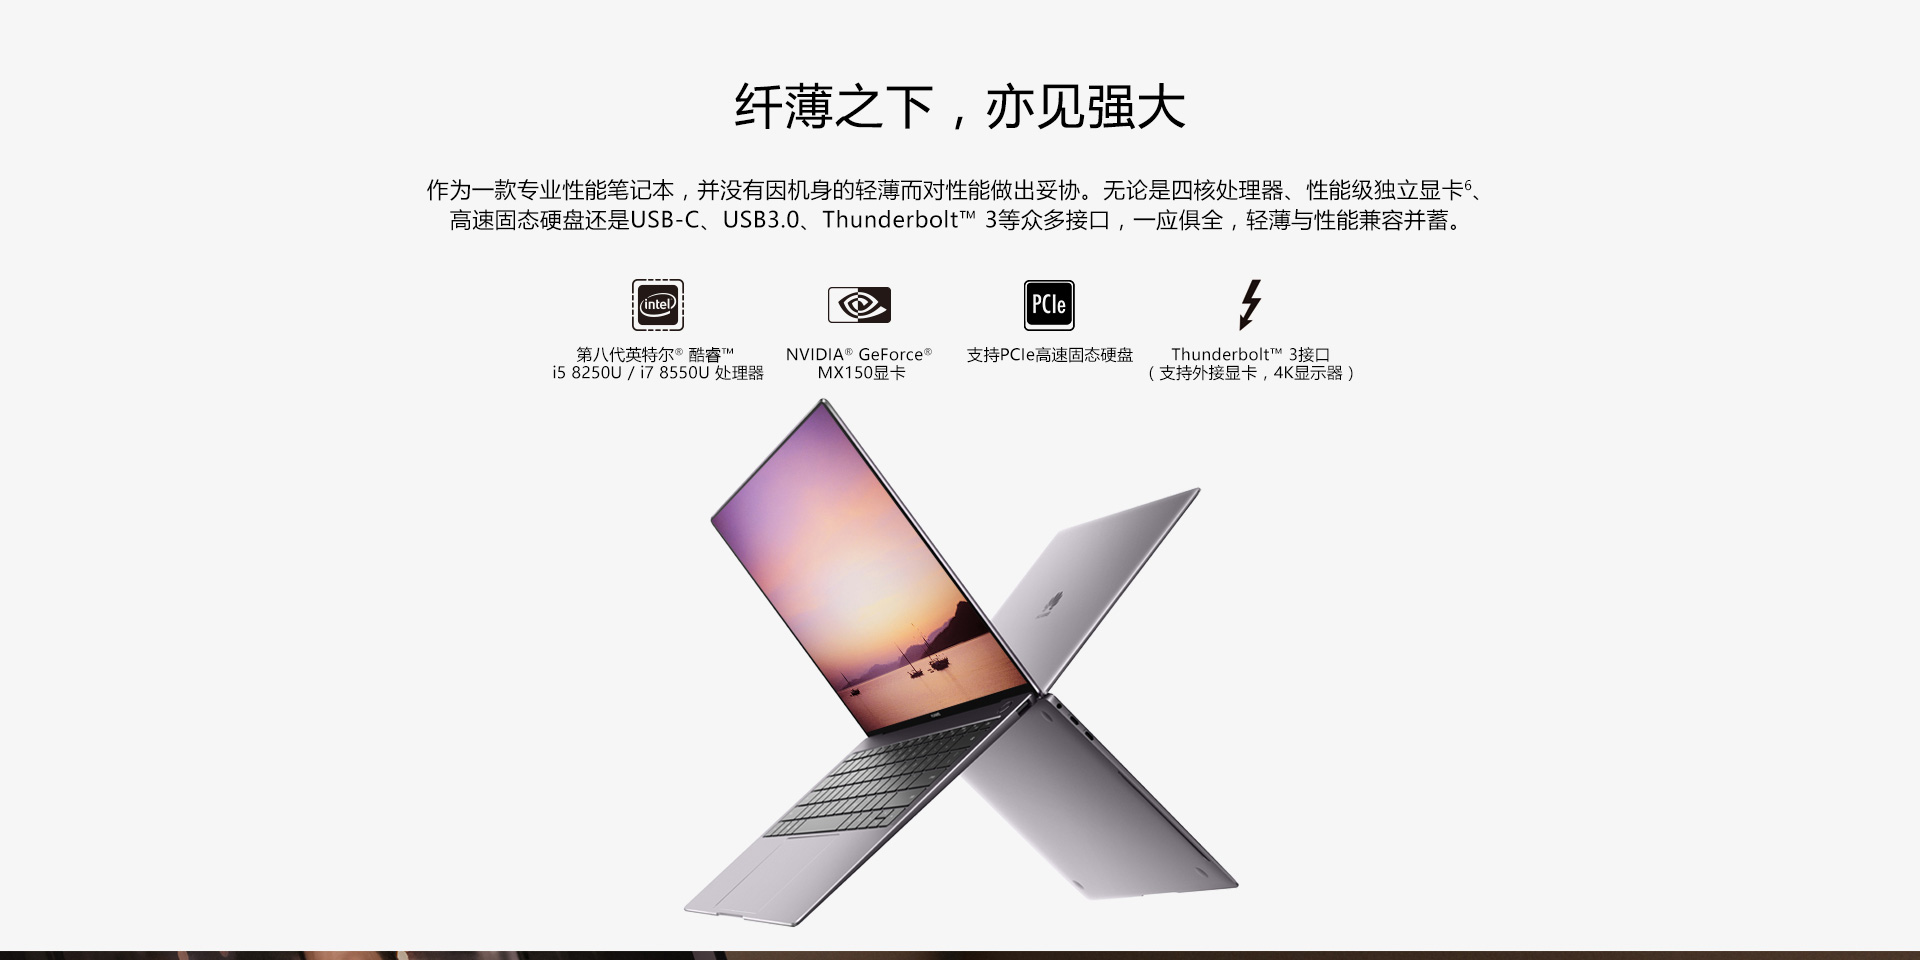 纤薄之下，亦见强大
作为一款专业性能笔记本，并没有因机身的轻薄而对性能做出妥协。无论是四核处理器、性能级独立显卡⁶、
高速固态硬盘还是USB-C、USB3.0、Thunderbolt™ 3等众多接口，一应俱全，轻薄与性能兼容并蓄。
intel
PCIe
第八代英特尔® 酷睿™
i5 8250U / i7 8550U 处理器
NVIDIA® GeForce®
MX150显卡
支持PCIe高速固态硬盘
Thunderbolt™ 3接口
（支持外接显卡，4K显示器）